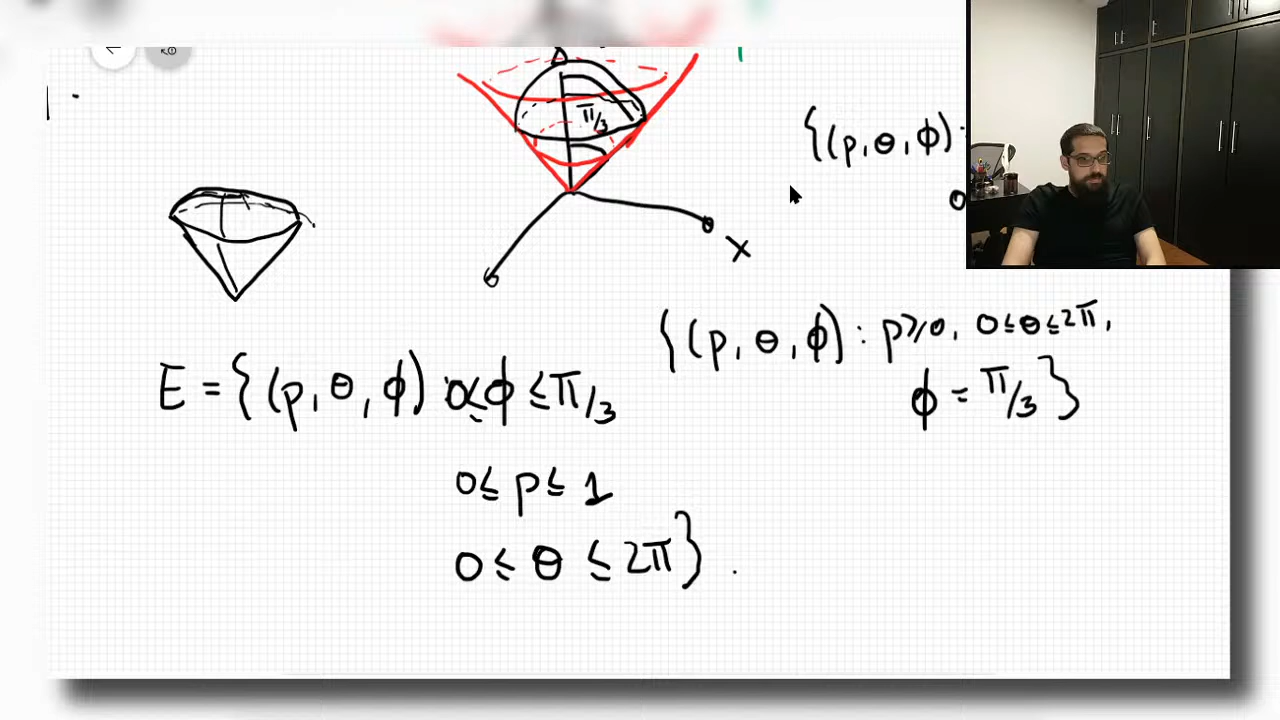 π/3
{(p, θ, ϕ) :
0
X
{(p, θ, ϕ) : p≥0, 0≤θ≤2π,
ϕ = π/3}
E = {(p, θ, ϕ) 0≤ϕ≤π/3
0≤ p ≤ 1
0≤ θ ≤ 2π} .